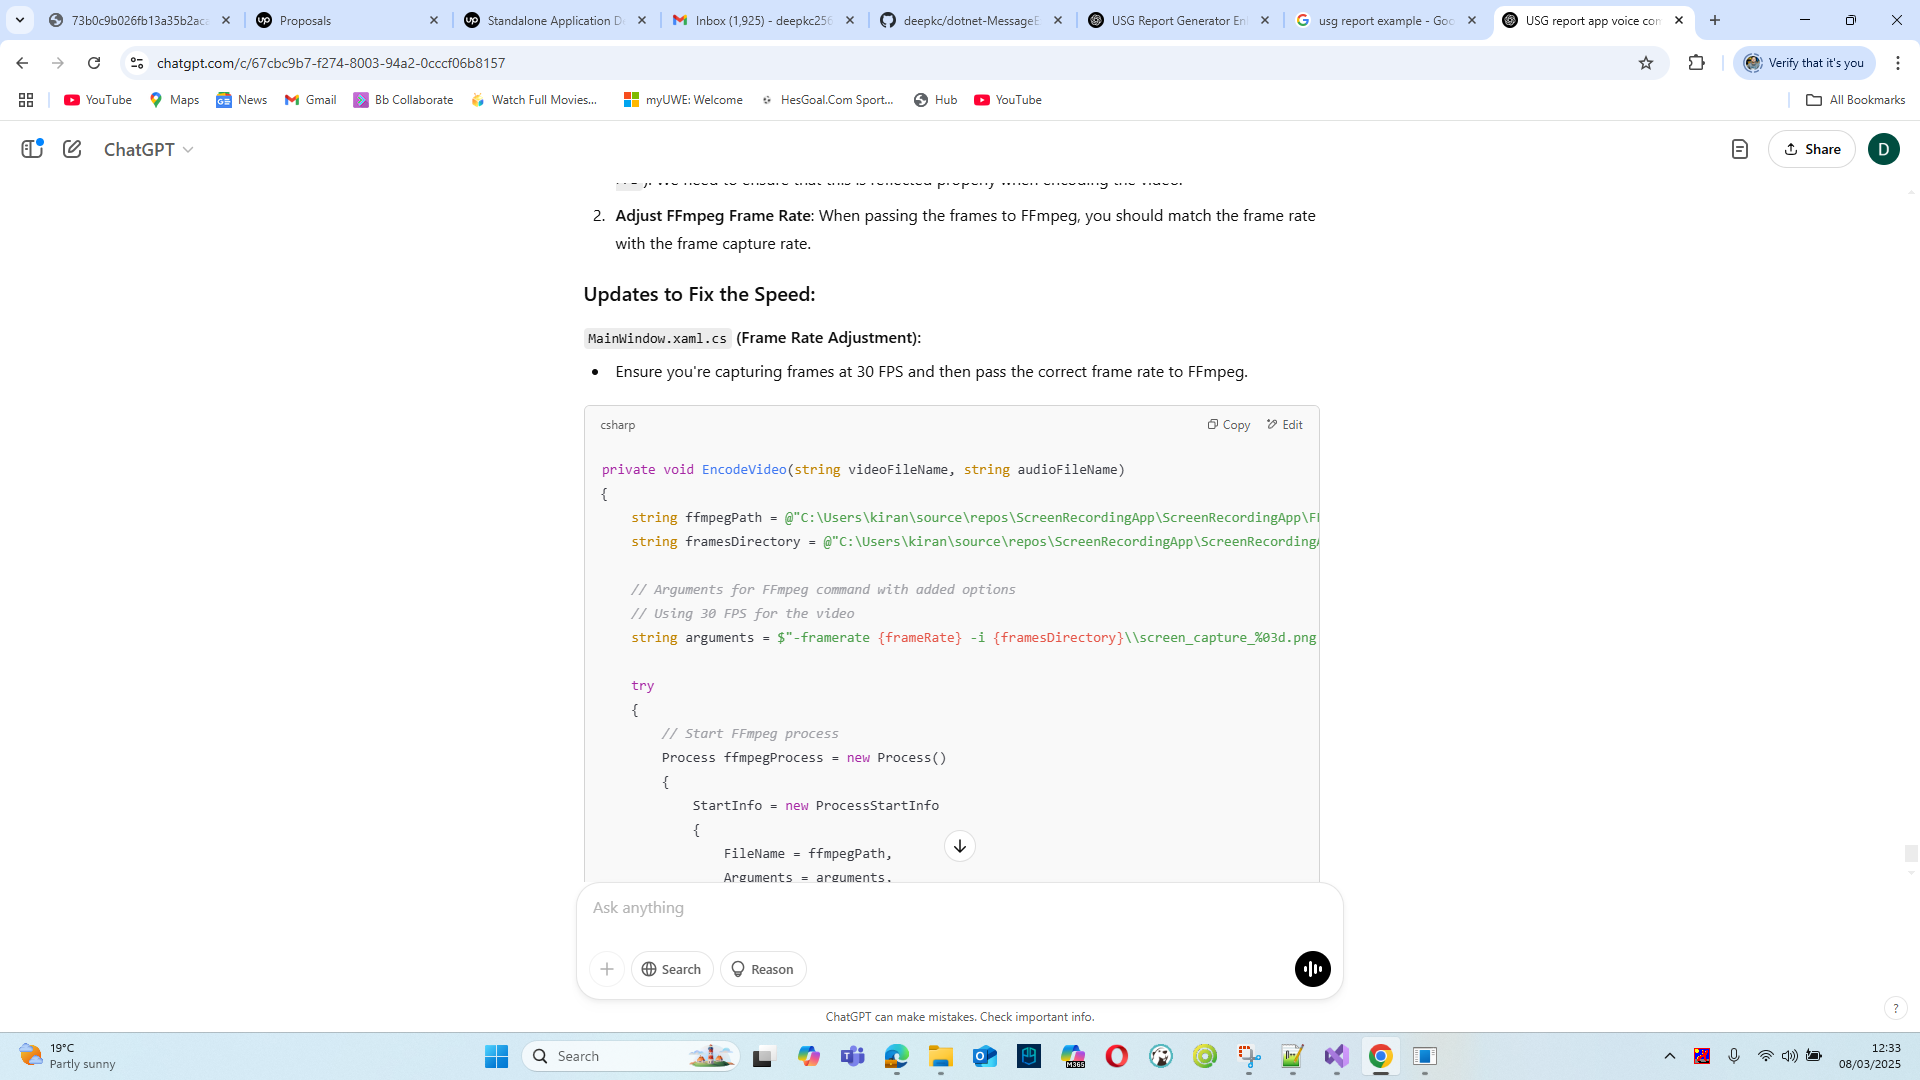 73b0c9b026fb13a35b2aca
Proposals
Standalone Application De
Inbox (1,925) - deepkc256
deepkc/dotnet-MessageE
USG Report Generator En
usg report example - Goo
USG report app voice con
chatgpt.com/c/67cbc9b7-f274-8003-94a2-0cccf06b8157
Verify that it's you
YouTube
Maps
News
Gmail
Bb Collaborate
Watch Full Movies...
myUWE: Welcome
HesGoal.Com Sport...
Hub
YouTube
All Bookmarks
ChatGPT
Share
D
). We need to ensure that this is reflected properly when encoding the video.
2. Adjust FFmpeg Frame Rate: When passing the frames to FFmpeg, you should match the frame rate
with the frame capture rate.
Updates to Fix the Speed:
MainWindow.xaml.cs (Frame Rate Adjustment):
• Ensure you're capturing frames at 30 FPS and then pass the correct frame rate to FFmpeg.
csharp
Copy
Edit
private void EncodeVideo(string videoFileName, string audioFileName)
{
string ffmpegPath = @"C:\Users\kiran\source\repos\ScreenRecordingApp\ScreenRecordingApp\F
string framesDirectory = @"C:\Users\kiran\source\repos\ScreenRecordingApp\ScreenRecording
// Arguments for FFmpeg command with added options
// Using 30 FPS for the video
string arguments = $"-framerate {frameRate} -i {framesDirectory}\\screen_capture_%03d.png
try
{
// Start FFmpeg process
Process ffmpegProcess = new Process()
{
StartInfo = new ProcessStartInfo
{
FileName = ffmpegPath,
Arguments = arguments,
Ask anything
Search
Reason
ChatGPT can make mistakes. Check important info.
?
19°C
Partly sunny
Search
M365
12:33
08/03/2025